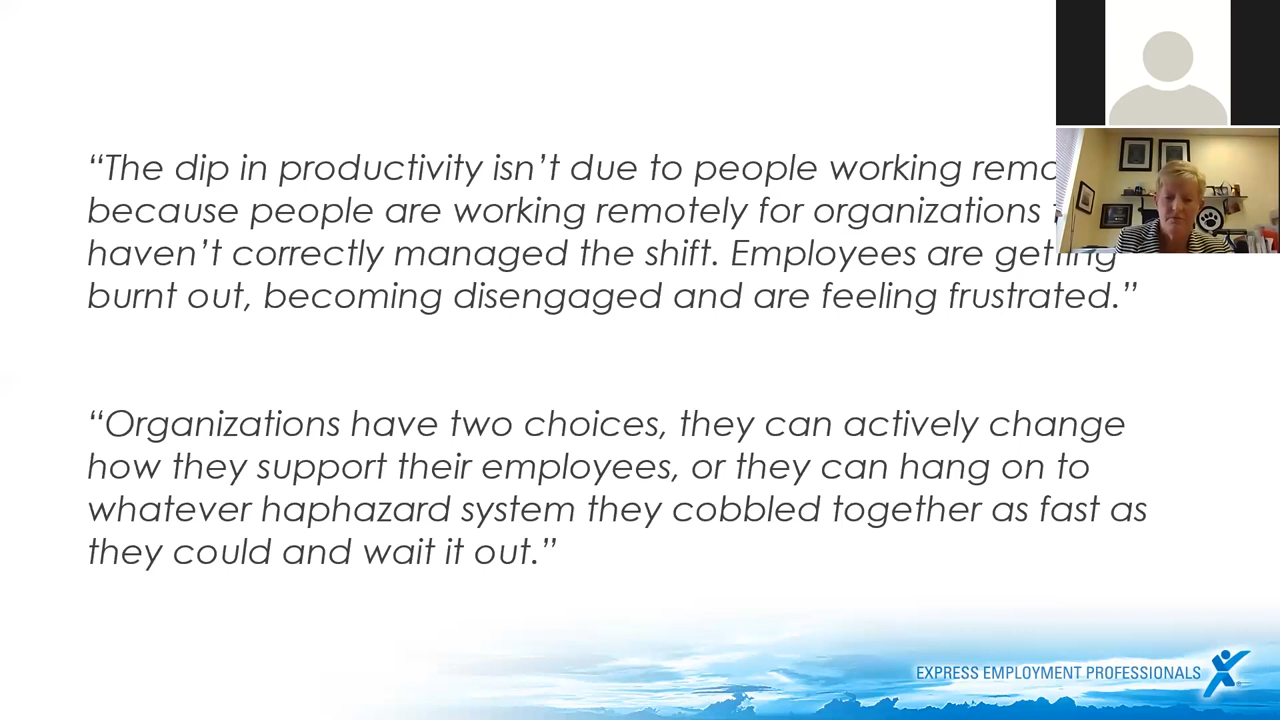 “The dip in productivity isn’t due to people working
because people are working remotely for organizations
haven’t correctly managed the shift. Employees are getting
burnt out, becoming disengaged and are feeling frustrated.”
“Organizations have two choices, they can actively change
how they support their employees, or they can hang on to
whatever haphazard system they cobbled together as fast as
they could and wait it out.”
EXPRESS EMPLOYMENT PROFESSIONALS